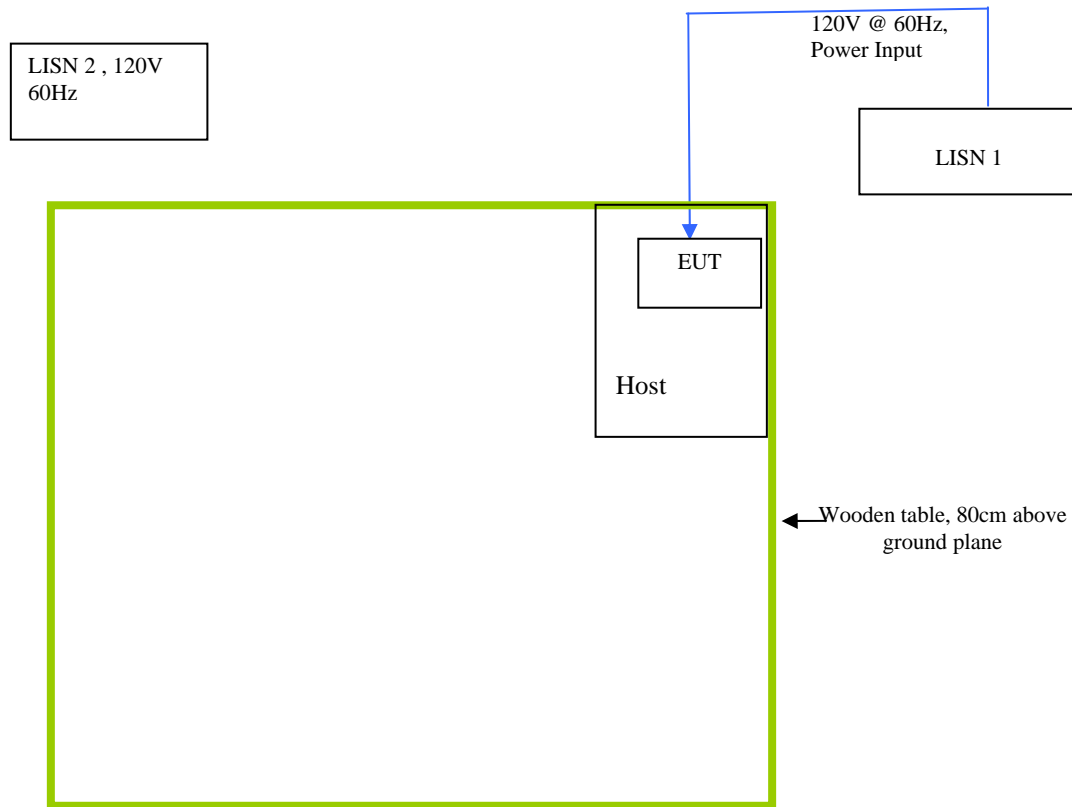 120V @ 60Hz,
Power Input
LISN 2 , 120V
60Hz
LISN 1
EUT
Host
Wooden table, 80cm above
ground plane